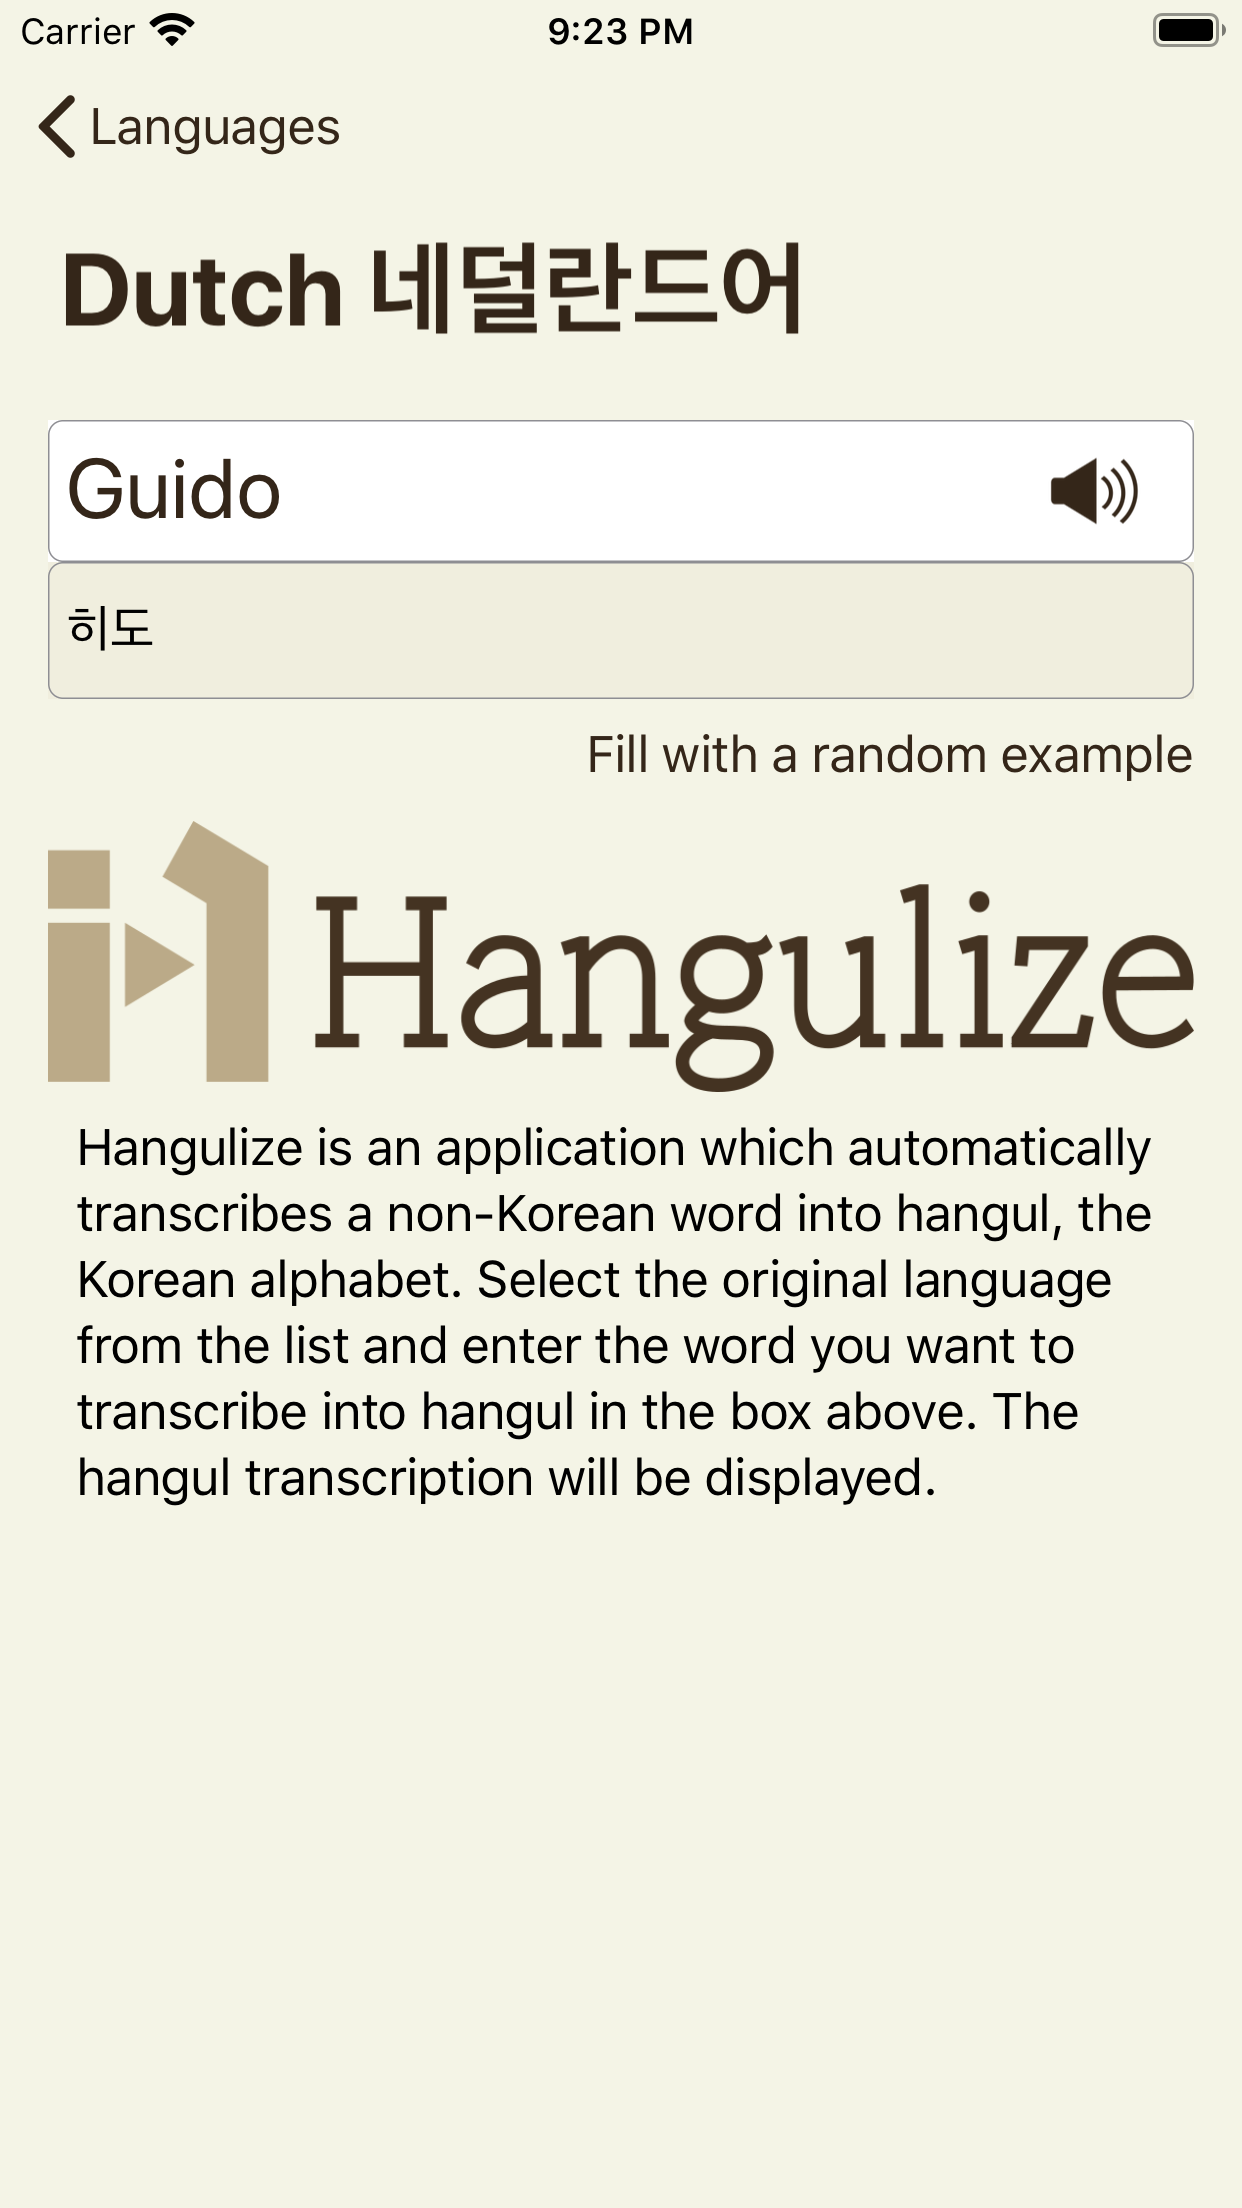 Carrier 9:23 PM
Languages
Dutch 네덜란드어
Guido
히도
Fill with a random example
Hangulize
Hangulize is an application which automatically
transcribes a non-Korean word into hangul, the
Korean alphabet. Select the original language
from the list and enter the word you want to
transcribe into hangul in the box above. The
hangul transcription will be displayed.